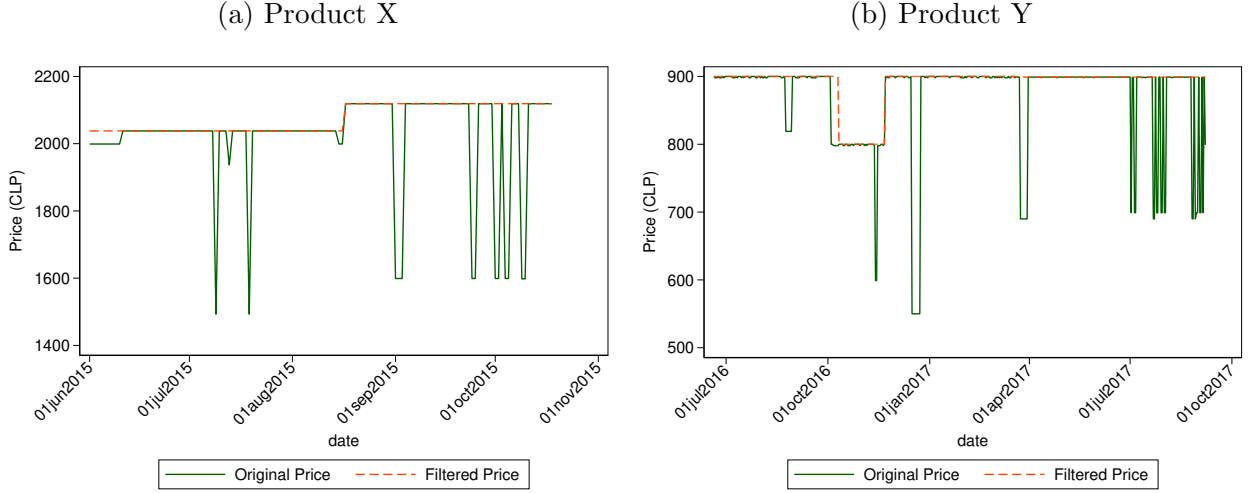 (a) Product X
2200
2000
1800
1600
1400
Price (CLP)
01jun2015
01jul2015
01aug2015
01sep2015
01oct2015
01nov2015
date
Original Price
Filtered Price
(b) Product Y
900
800
700
600
500
Price (CLP)
01jul2016
01oct2016
01jan2017
01apr2017
01jul2017
01oct2017
date
Original Price
Filtered Price